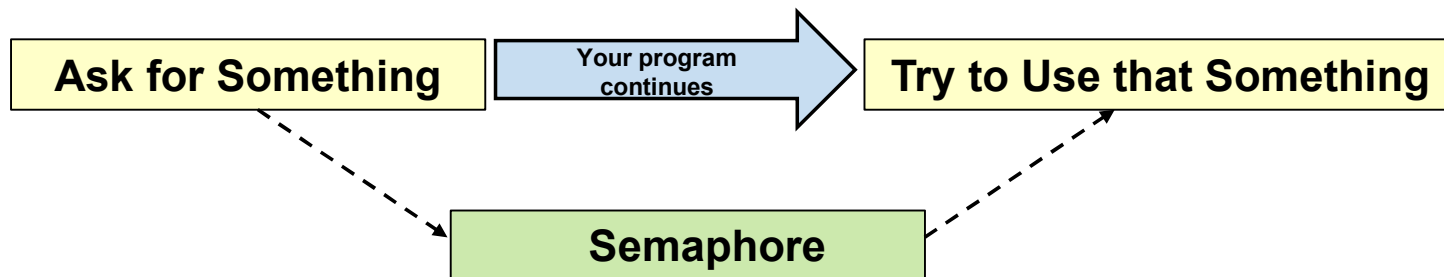 Ask for Something
Your program
continues
Try to Use that Something
Semaphore